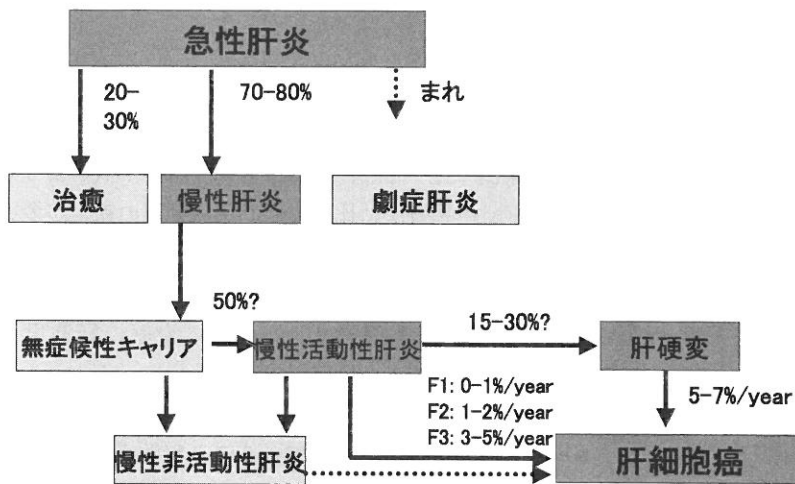 急性肝炎
20-
30%
70-80%
まれ
治癒
慢性肝炎
劇症肝炎
50%?
15-30%?
無症候性キャリア
慢性活動性肝炎
肝硬変
F1: 0-1%/year
F2: 1-2%/year
F3: 3-5%/year
5-7%/year
慢性非活動性肝炎
肝細胞癌